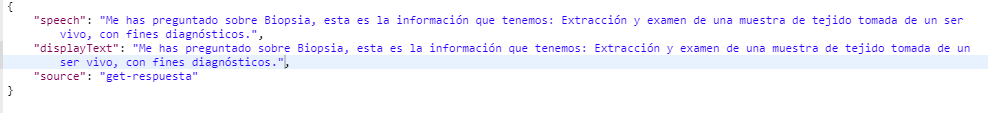 {
"speech": "Me has preguntado sobre Biopsia, esta es la información que tenemos: Extracción y examen de una muestra de tejido tomada de un ser
vivo, con fines diagnósticos.",
"displayText": "Me has preguntado sobre Biopsia, esta es la información que tenemos: Extracción y examen de una muestra de tejido tomada de un
ser vivo, con fines diagnósticos.",
"source": "get-respuesta"
}